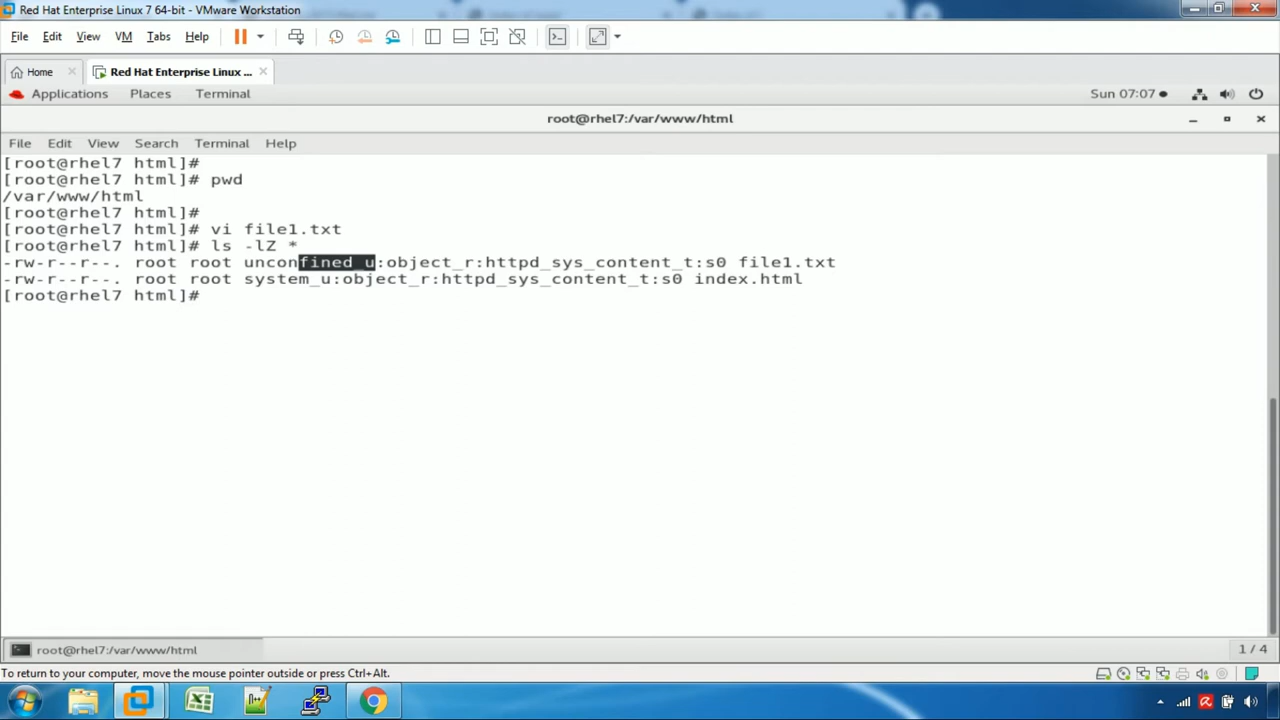 Red Hat Enterprise Linux 7 64-bit - VMware Workstation
File Edit View VM Tabs Help
Home Red Hat Enterprise Linux ...
Applications Places Terminal Sun 07:07
root@rhel7:/var/www/html
File Edit View Search Terminal Help
[root@rhel7 html]#
[root@rhel7 html]# pwd
/var/www/html
[root@rhel7 html]#
[root@rhel7 html]# vi file1.txt
[root@rhel7 html]# ls -lZ *
-rw-r--r--. root root unconfined_u:object_r:httpd_sys_content_t:s0 file1.txt
-rw-r--r--. root root system_u:object_r:httpd_sys_content_t:s0 index.html
[root@rhel7 html]#
root@rhel7:/var/www/html 1 / 4
To return to your computer, move the mouse pointer outside or press Ctrl+Alt.